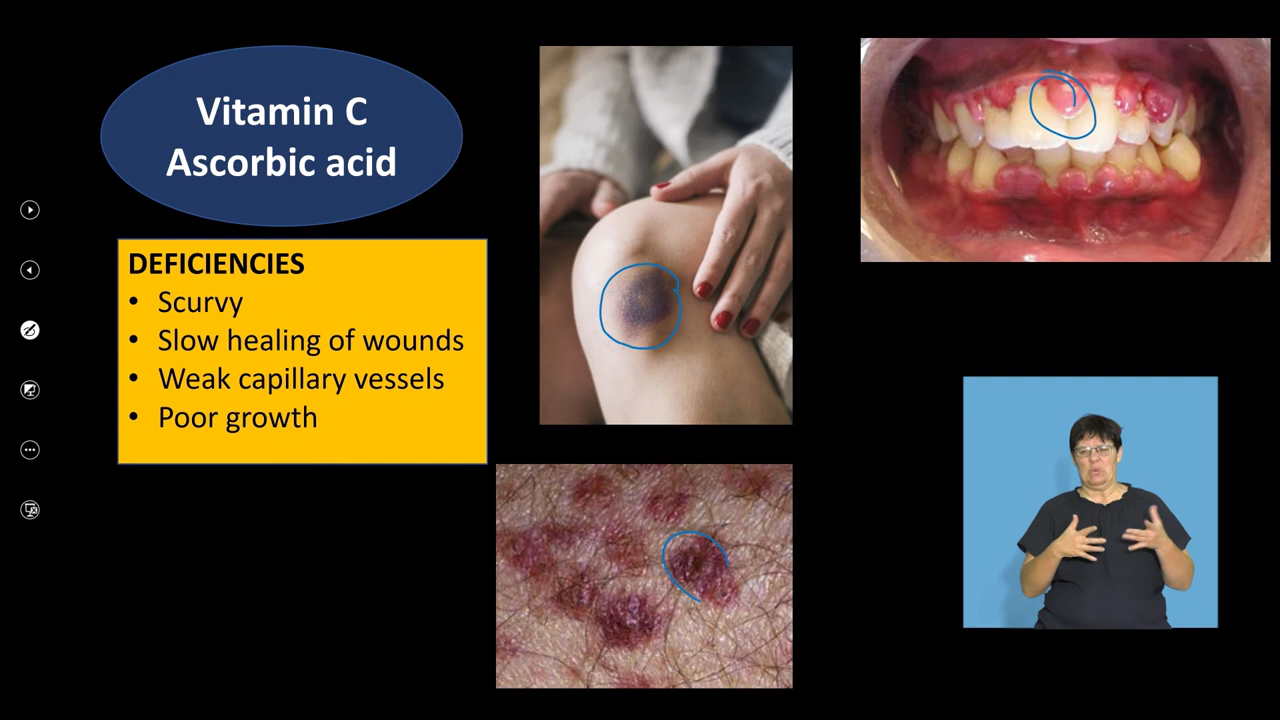 Vitamin C
Ascorbic acid
DEFICIENCIES
• Scurvy
• Slow healing of wounds
• Weak capillary vessels
• Poor growth